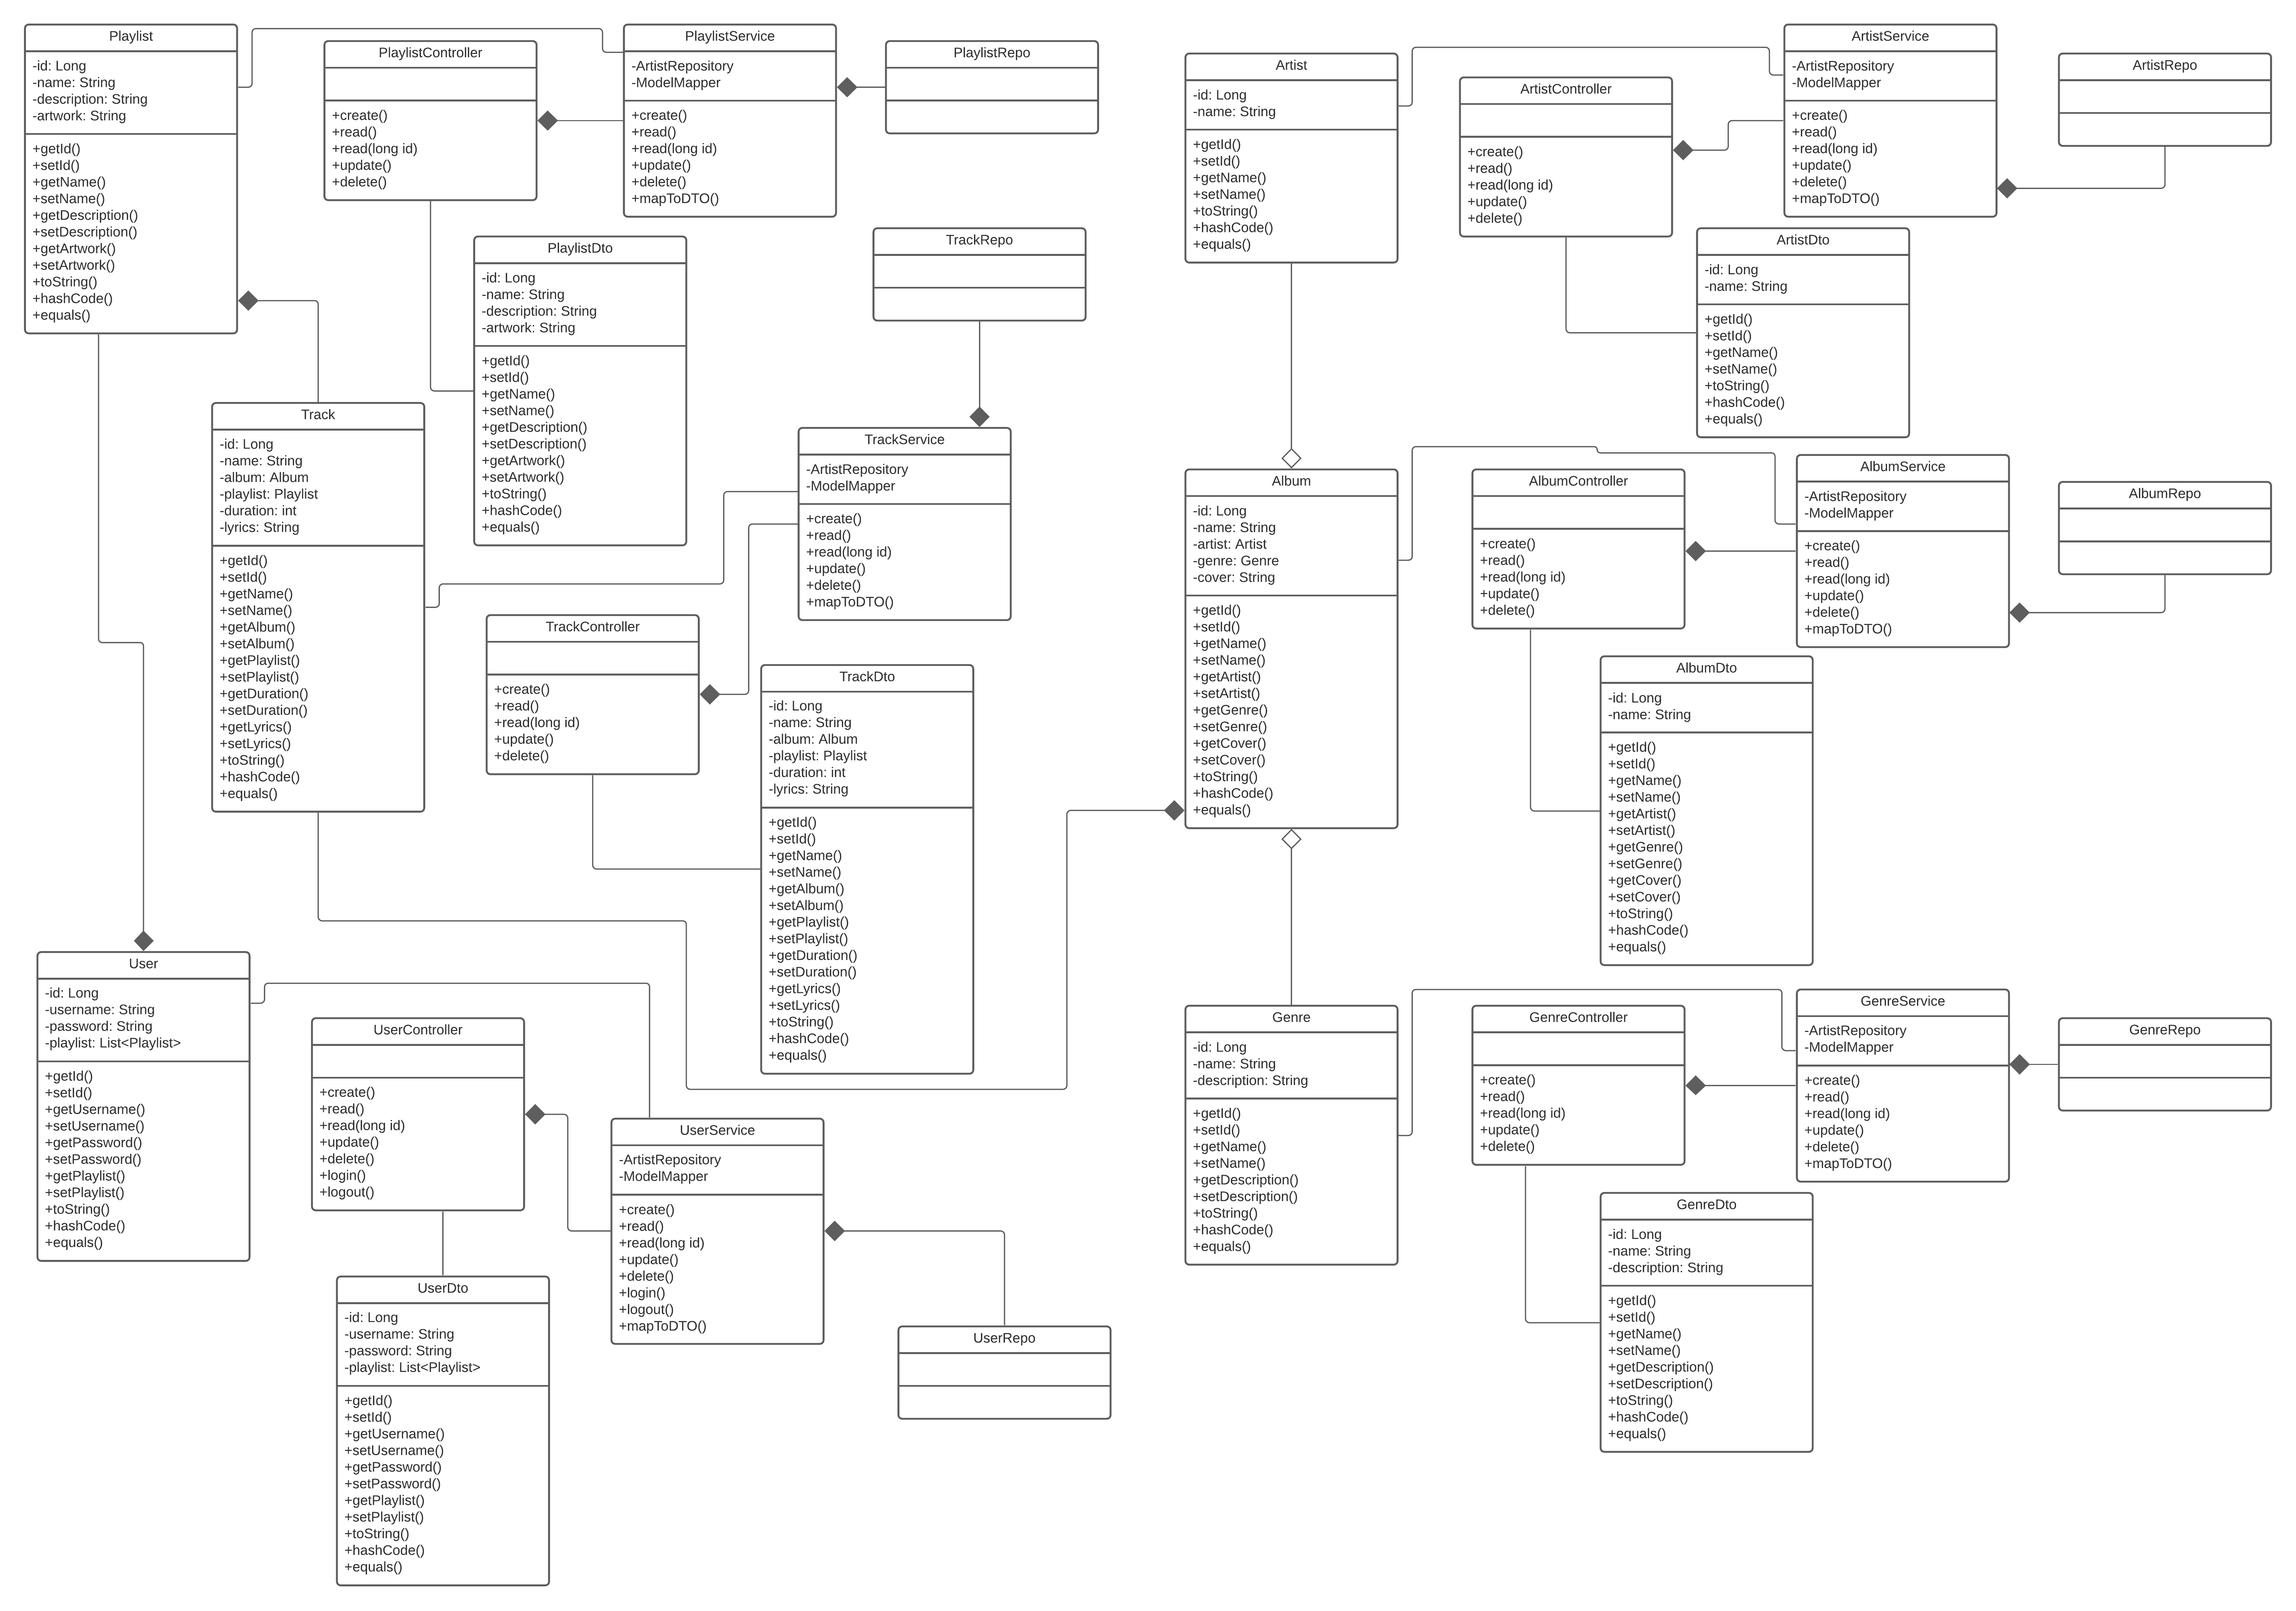 Playlist
-id: Long
-name: String
-description: String
-artwork: String
+getId()
+setId()
+getName()
+setName()
+getDescription()
+setDescription()
+getArtwork()
+setArtwork()
+toString()
+hashCode()
+equals()
PlaylistController
+create()
+read()
+read(long id)
+update()
+delete()
PlaylistService
-ArtistRepository
-ModelMapper
+create()
+read()
+read(long id)
+update()
+delete()
+mapToDTO()
PlaylistRepo
PlaylistDto
-id: Long
-name: String
-description: String
-artwork: String
+getId()
+setId()
+getName()
+setName()
+getDescription()
+setDescription()
+getArtwork()
+setArtwork()
+toString()
+hashCode()
+equals()
TrackRepo
Track
-id: Long
-name: String
-album: Album
-playlist: Playlist
-duration: int
-lyrics: String
+getId()
+setId()
+getName()
+setName()
+getAlbum()
+setAlbum()
+getPlaylist()
+setPlaylist()
+getDuration()
+setDuration()
+getLyrics()
+setLyrics()
+toString()
+hashCode()
+equals()
TrackService
-ArtistRepository
-ModelMapper
+create()
+read()
+read(long id)
+update()
+delete()
+mapToDTO()
TrackController
+create()
+read()
+read(long id)
+update()
+delete()
TrackDto
-id: Long
-name: String
-album: Album
-playlist: Playlist
-duration: int
-lyrics: String
+getId()
+setId()
+getName()
+setName()
+getAlbum()
+setAlbum()
+getPlaylist()
+setPlaylist()
+getDuration()
+setDuration()
+getLyrics()
+setLyrics()
+toString()
+hashCode()
+equals()
User
-id: Long
-username: String
-password: String
-playlist: List<Playlist>
+getId()
+setId()
+getUsername()
+setUsername()
+getPassword()
+setPassword()
+getPlaylist()
+setPlaylist()
+toString()
+hashCode()
+equals()
UserController
+create()
+read()
+read(long id)
+update()
+delete()
+login()
+logout()
UserService
-ArtistRepository
-ModelMapper
+create()
+read()
+read(long id)
+update()
+delete()
+login()
+logout()
+mapToDTO()
UserDto
-id: Long
-username: String
-password: String
-playlist: List<Playlist>
+getId()
+setId()
+getUsername()
+setUsername()
+getPassword()
+setPassword()
+getPlaylist()
+setPlaylist()
+toString()
+hashCode()
+equals()
UserRepo
Artist
-id: Long
-name: String
+getId()
+setId()
+getName()
+setName()
+toString()
+hashCode()
+equals()
ArtistController
+create()
+read()
+read(long id)
+update()
+delete()
ArtistService
-ArtistRepository
-ModelMapper
+create()
+read()
+read(long id)
+update()
+delete()
+mapToDTO()
ArtistRepo
ArtistDto
-id: Long
-name: String
+getId()
+setId()
+getName()
+setName()
+toString()
+hashCode()
+equals()
Album
-id: Long
-name: String
-artist: Artist
-genre: Genre
-cover: String
+getId()
+setId()
+getName()
+setName()
+getArtist()
+setArtist()
+getGenre()
+setGenre()
+getCover()
+setCover()
+toString()
+hashCode()
+equals()
AlbumController
+create()
+read()
+read(long id)
+update()
+delete()
AlbumService
-ArtistRepository
-ModelMapper
+create()
+read()
+read(long id)
+update()
+delete()
+mapToDTO()
AlbumRepo
AlbumDto
-id: Long
-name: String
+getId()
+setId()
+getName()
+setName()
+getArtist()
+setArtist()
+getGenre()
+setGenre()
+getCover()
+setCover()
+toString()
+hashCode()
+equals()
Genre
-id: Long
-name: String
-description: String
+getId()
+setId()
+getName()
+setName()
+getDescription()
+setDescription()
+toString()
+hashCode()
+equals()
GenreController
+create()
+read()
+read(long id)
+update()
+delete()
GenreService
-ArtistRepository
-ModelMapper
+create()
+read()
+read(long id)
+update()
+delete()
+mapToDTO()
GenreRepo
GenreDto
-id: Long
-name: String
-description: String
+getId()
+setId()
+getName()
+setName()
+getDescription()
+setDescription()
+toString()
+hashCode()
+equals()